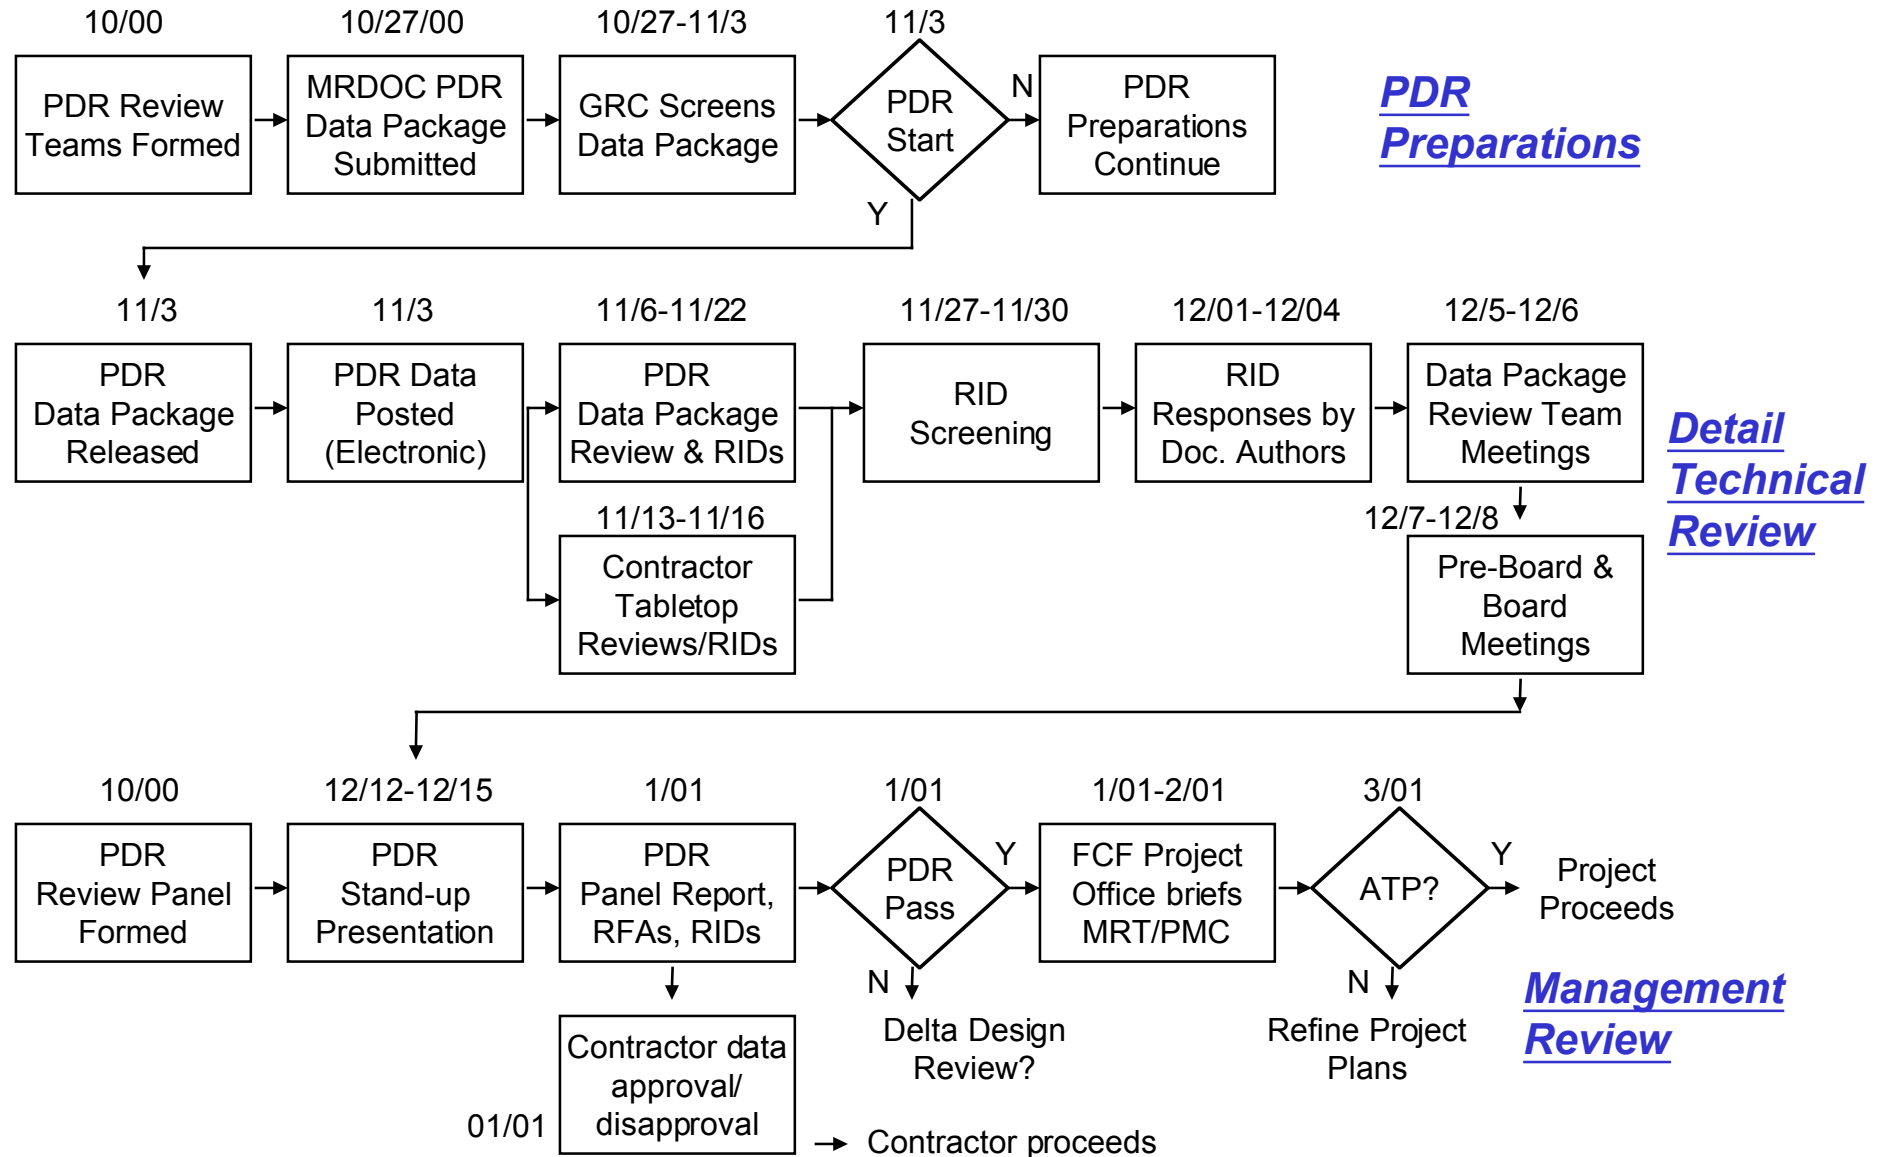 10/00
10/27/00
10/27-11/3
11/3
PDR Review
Teams Formed
MRDOC PDR
Data Package
Submitted
GRC Screens
Data Package
PDR
Start
N
Y
PDR
Preparations
Continue
PDR
Preparations
11/3
11/3
11/6-11/22
11/27-11/30
12/01-12/04
12/5-12/6
PDR
Data Package
Released
PDR Data
Posted
(Electronic)
PDR
Data Package
Review & RIDs
RID
Screening
RID
Responses by
Doc. Authors
Data Package
Review Team
Meetings
Detail
Technical
Review
11/13-11/16
Contractor
Tabletop
Reviews/RIDs
12/7-12/8
Pre-Board &
Board
Meetings
10/00
12/12-12/15
1/01
1/01
1/01-2/01
3/01
PDR
Review Panel
Formed
PDR
Stand-up
Presentation
PDR
Panel Report,
RFAs, RIDs
PDR
Pass
Y
N
FCF Project
Office briefs
MRT/PMC
ATP?
Y
N
Project
Proceeds
Management
Review
Contractor data
approval/
disapproval
01/01
Contractor proceeds
Delta Design
Review?
Refine Project
Plans